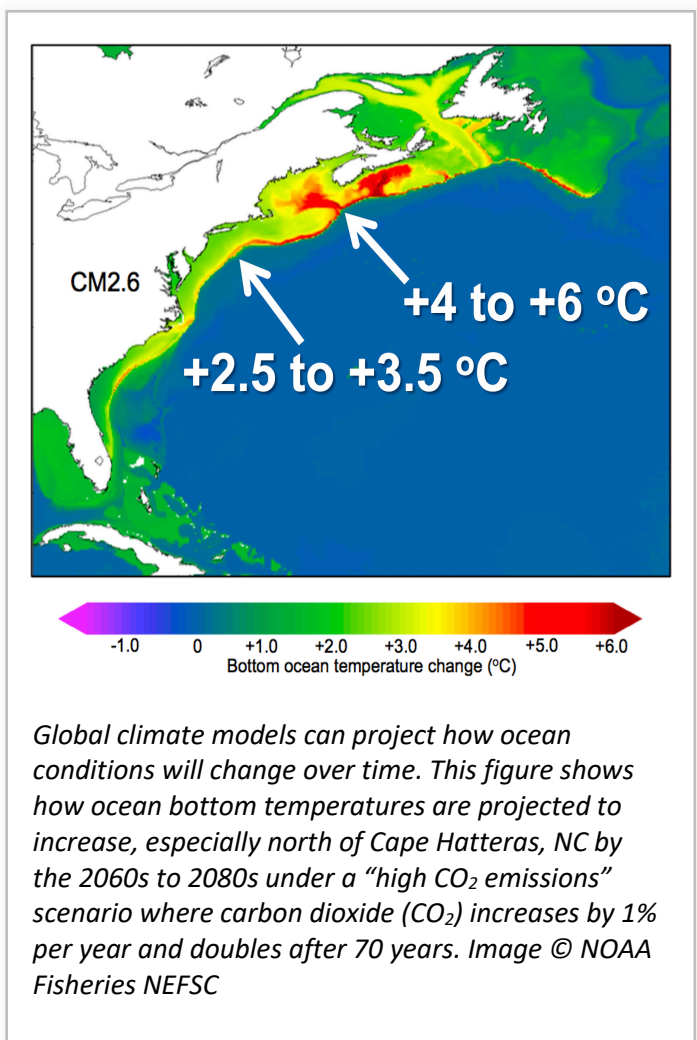 CM2.6
+4 to +6 ºC
+2.5 to +3.5 ºC
-1.0 0 +1.0 +2.0 +3.0 +4.0 +5.0 +6.0
Bottom ocean temperature change (ºC)
Global climate models can project how ocean
conditions will change over time. This figure shows
how ocean bottom temperatures are projected to
increase, especially north of Cape Hatteras, NC by
the 2060s to 2080s under a “high CO₂ emissions”
scenario where carbon dioxide (CO₂) increases by 1%
per year and doubles after 70 years. Image © NOAA
Fisheries NEFSC